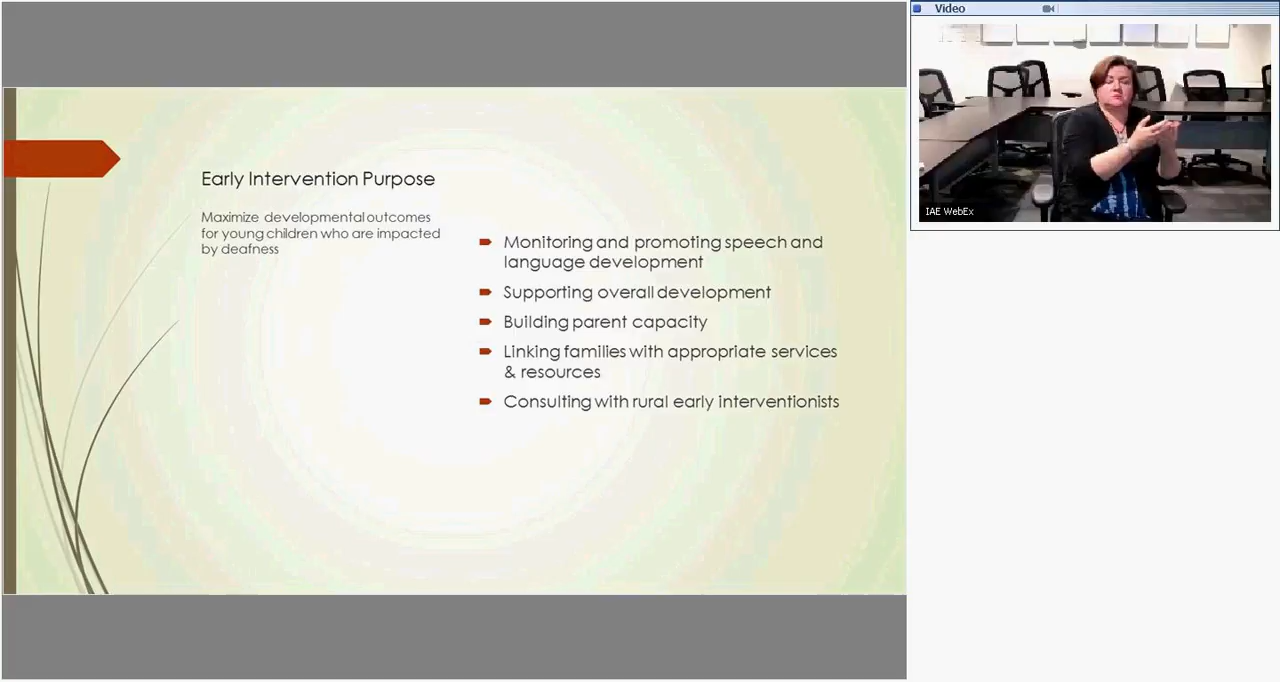 Video
IAE WebEx
Early Intervention Purpose
Maximize developmental outcomes
for young children who are impacted
by deafness
Monitoring and promoting speech and
language development
Supporting overall development
Building parent capacity
Linking families with appropriate services
& resources
Consulting with rural early interventionists